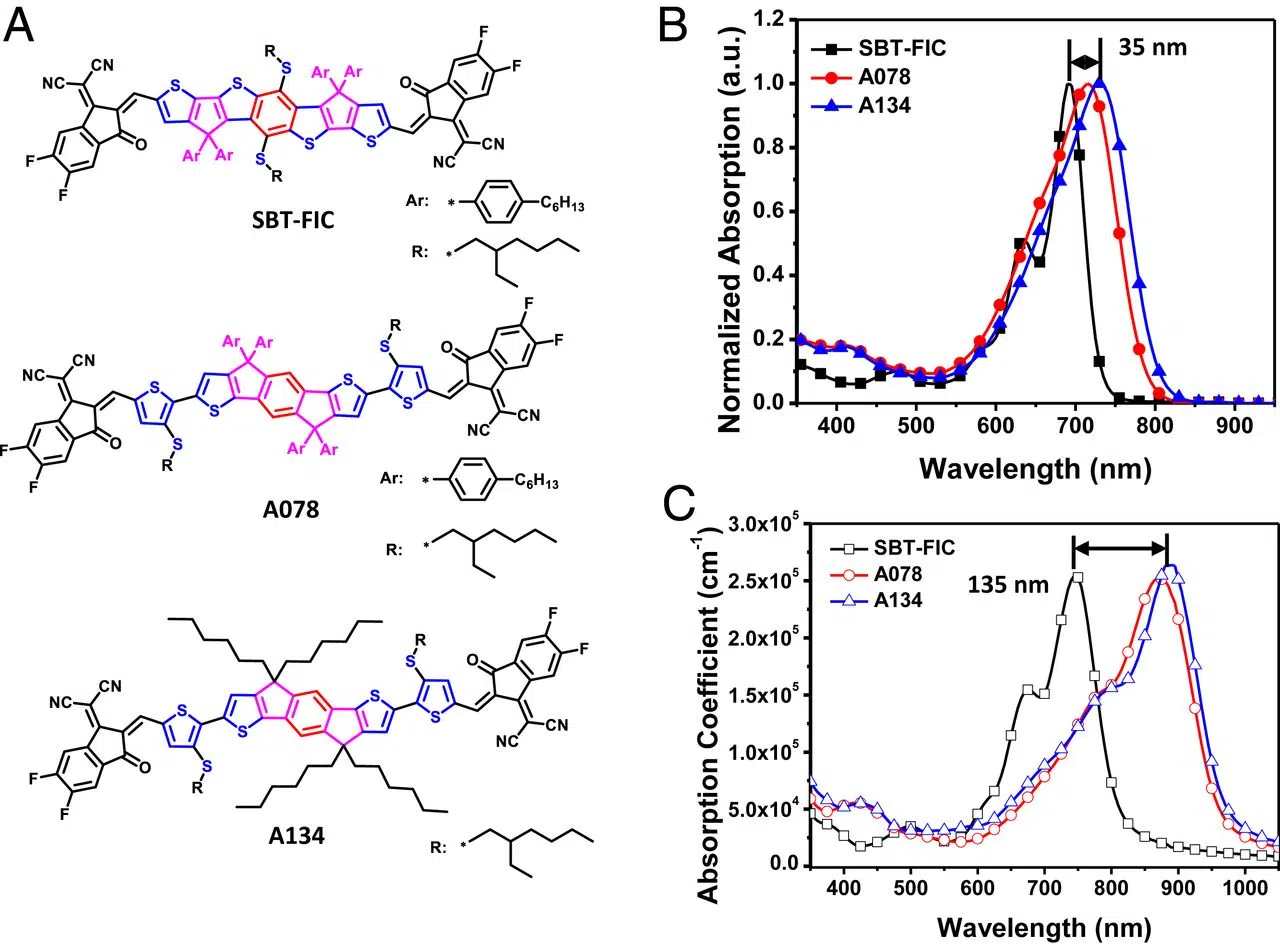 A
NC CN S S R S Ar Ar O F F
F F O Ar Ar S R S S NC CN
SBT-FIC
Ar: * C6H13
R: *
NC CN S S Ar Ar R S S S O F F
F F O S R Ar Ar NC CN
A078
Ar: * C6H13
R: *
NC CN S S R S S S O F F
F F O S R NC CN
A134
R: *
B
Normalized Absorption (a.u.)
1.2
1.0
0.8
0.6
0.4
0.2
0.0
SBT-FIC
A078
A134
35 nm
400 500 600 700 800 900
Wavelength (nm)
C
Absorption Coefficient (cm-1)
3.0x10^5
2.5x10^5
2.0x10^5
1.5x10^5
1.0x10^5
5.0x10^4
0.0
SBT-FIC
A078
A134
135 nm
400 500 600 700 800 900 1000
Wavelength (nm)